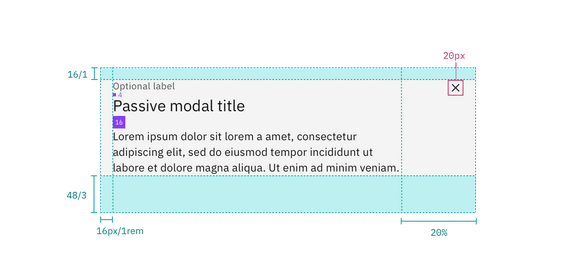 20px
16/1
Optional label
4
Passive modal title
16
Lorem ipsum dolor sit lorem a amet, consectetur
adipiscing elit, sed do eiusmod tempor incididunt ut
labore et dolore magna aliqua. Ut enim ad minim veniam.
48/3
16px/1rem
20%